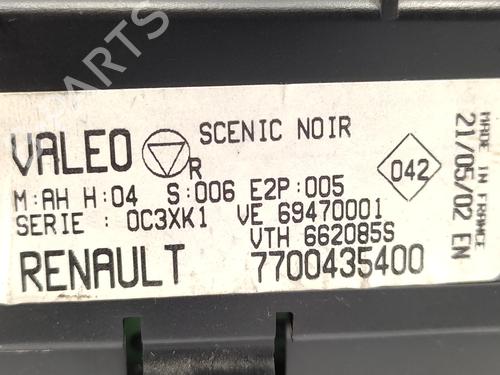 VALEO R SCENIC NOIR
M:AH H:04 S:006 E2P:005
SERIE : 0C3XK1 VE 69470001
VTH 662085S
RENAULT 7700435400
042
MADE IN FRANCE
21/05/02 EN